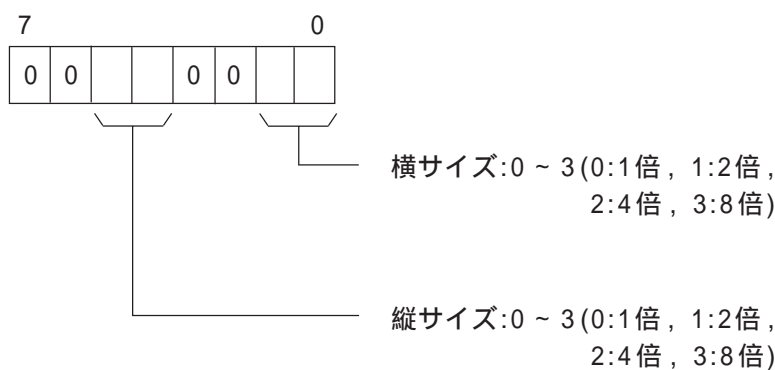 7 0
0 0 0 0
横サイズ:0 ~ 3(0:1倍, 1:2倍,
2:4倍, 3:8倍)
縦サイズ:0 ~ 3(0:1倍, 1:2倍,
2:4倍, 3:8倍)